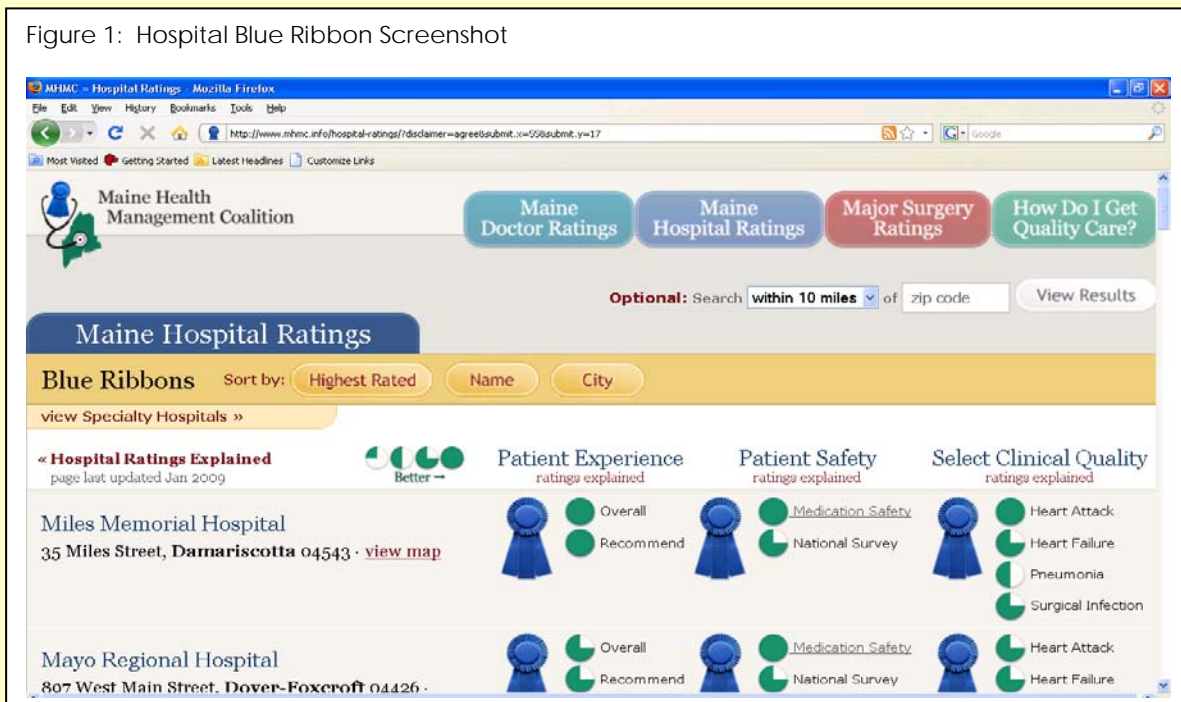 Figure 1: Hospital Blue Ribbon Screenshot
MHMC » Hospital Ratings - Mozilla Firefox
File Edit View History Bookmarks Tools Help
http://www.mhmc.info/hospital-ratings/?disclaimer=agree&submit.x=558&submit.y=17
Google
Most Visited Getting Started Latest Headlines Customize Links
Maine Health
Management Coalition
Maine
Doctor Ratings
Maine
Hospital Ratings
Major Surgery
Ratings
How Do I Get
Quality Care?
Optional: Search within 10 miles of zip code View Results
Maine Hospital Ratings
Blue Ribbons Sort by: Highest Rated Name City
view Specialty Hospitals »
« Hospital Ratings Explained
page last updated Jan 2009
Better →
Patient Experience
ratings explained
Patient Safety
ratings explained
Select Clinical Quality
ratings explained
Miles Memorial Hospital
35 Miles Street, Damariscotta 04543 · view map
Overall
Recommend
Medication Safety
National Survey
Heart Attack
Heart Failure
Pneumonia
Surgical Infection
Mayo Regional Hospital
807 West Main Street, Dover-Foxcroft 04426 ·
Overall
Recommend
Medication Safety
National Survey
Heart Attack
Heart Failure